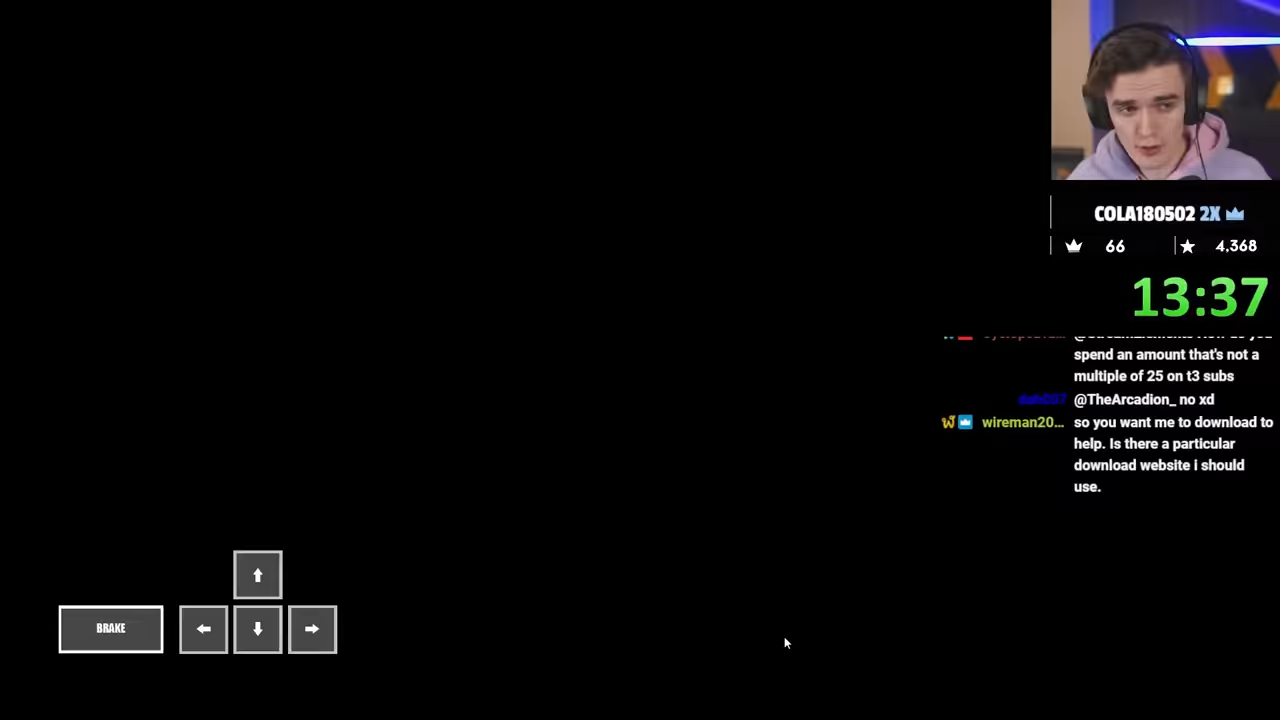 COLA180502 2X
66 4,368
13:37
spend an amount that's not a
multiple of 25 on t3 subs
@TheArcadion_ no xd
wireman20... so you want me to download to
help. Is there a particular
download website i should
use.
BRAKE